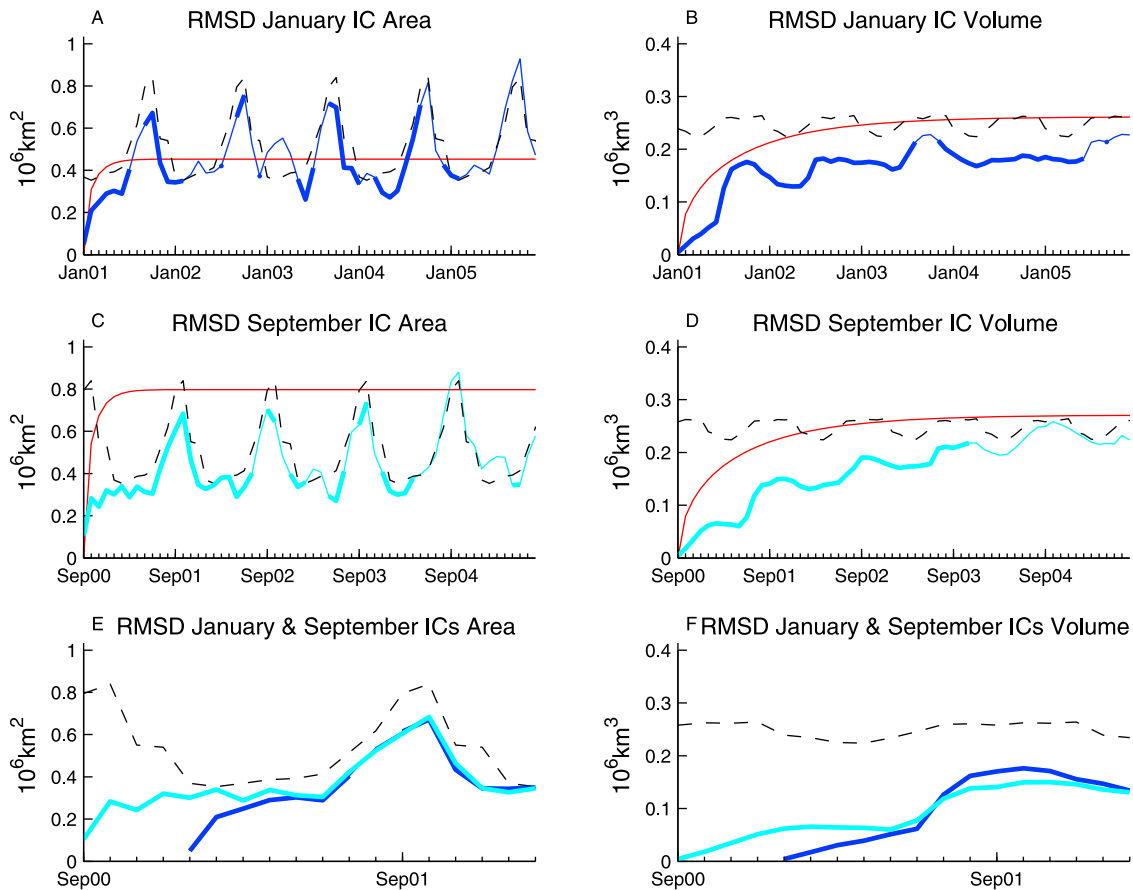 A
RMSD January IC Area
1
0.8
0.6
0.4
0.2
0
10⁶km²
Jan01
Jan02
Jan03
Jan04
Jan05
B
RMSD January IC Volume
0.4
0.3
0.2
0.1
0
10⁶km³
Jan01
Jan02
Jan03
Jan04
Jan05
C
RMSD September IC Area
1
0.8
0.6
0.4
0.2
0
10⁶km²
Sep00
Sep01
Sep02
Sep03
Sep04
D
RMSD September IC Volume
0.4
0.3
0.2
0.1
0
10⁶km³
Sep00
Sep01
Sep02
Sep03
Sep04
E
RMSD January & September ICs Area
1
0.8
0.6
0.4
0.2
0
10⁶km²
Sep00
Sep01
F
RMSD January & September ICs Volume
0.4
0.3
0.2
0.1
0
10⁶km³
Sep00
Sep01